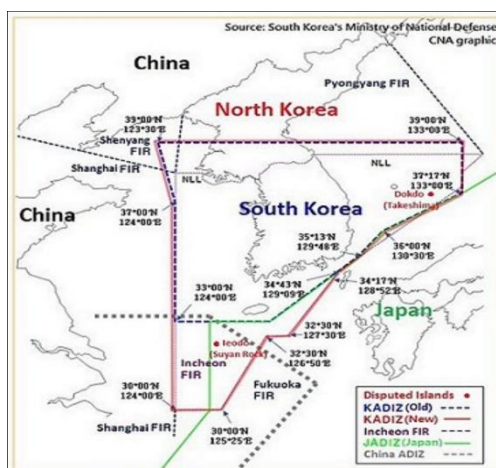 Source: South Korea's Ministry of National Defense
CNA graphic
China
Pyongyang FIR
North Korea
39°00'N
123°30'E
39°00'N
133°00'E
Shenyang
FIR
Shanghai FIR
NLL
NLL
37°17'N
133°00'E
Dokdo
(Takeshima)
China
37°00'N
124°00'E
South Korea
35°13'N
129°48'E
36°00'N
130°30'E
33°00'N
124°00'E
34°43'N
129°09'E
34°17'N
128°52'E
Japan
Ieodo
(Suyan Rock)
32°30'N
127°30'E
32°30'N
126°50'E
Incheon
FIR
Fukuoka
FIR
30°00'N
124°00'E
Shanghai FIR
30°00'N
125°25'E
Disputed Islands
KADIZ (Old)
KADIZ (New)
Incheon FIR
JADIZ (Japan)
China ADIZ